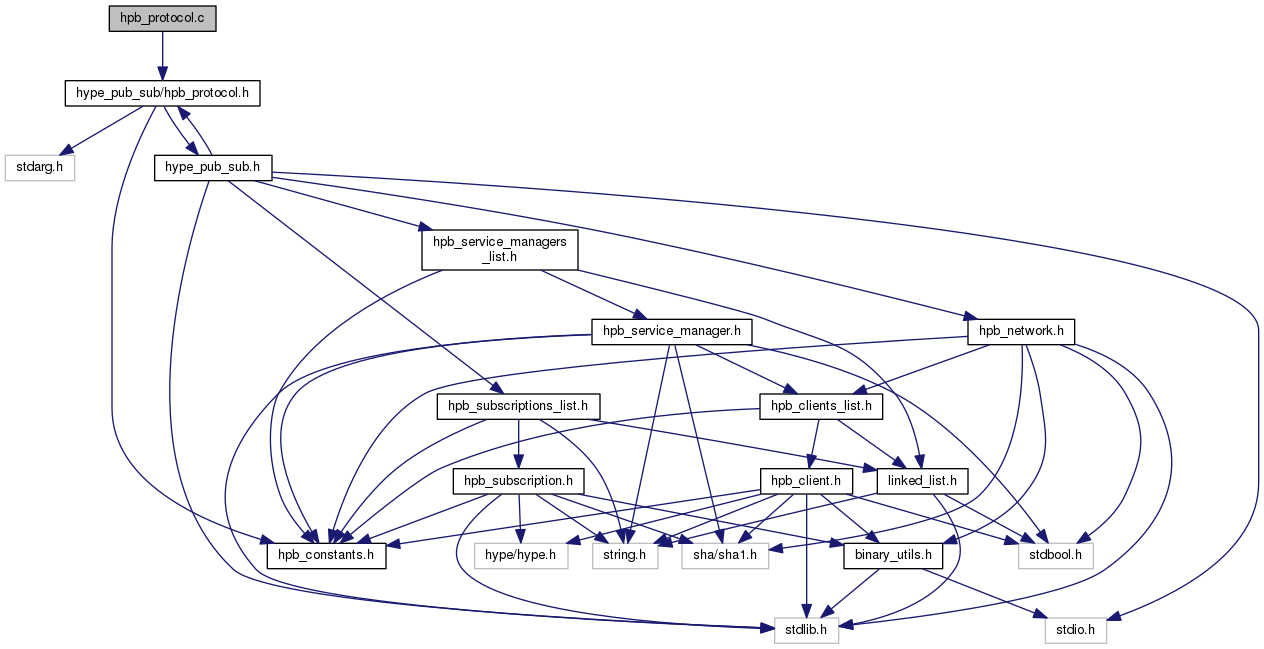 hpb_protocol.c
hype_pub_sub/hpb_protocol.h
stdarg.h
hype_pub_sub.h
hpb_service_managers
_list.h
hpb_service_manager.h
hpb_network.h
hpb_subscriptions_list.h
hpb_clients_list.h
hpb_subscription.h
hpb_client.h
linked_list.h
hpb_constants.h
hype/hype.h
string.h
sha/sha1.h
binary_utils.h
stdbool.h
stdlib.h
stdio.h